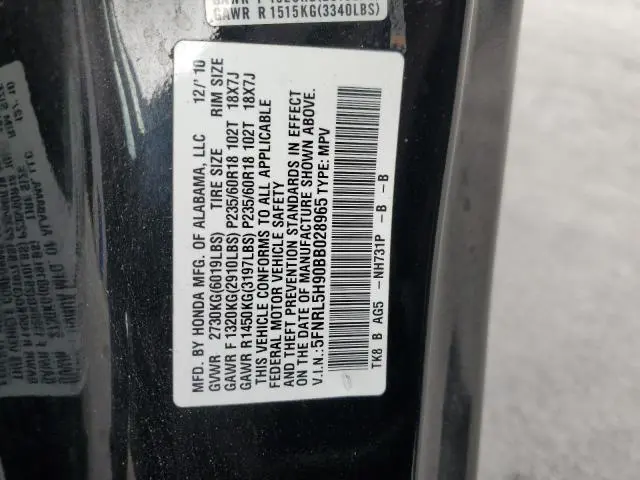 GAWR R 1515KG(3340LBS)
MFD. BY HONDA MFG. OF ALABAMA, LLC 12/'10
GVWR 2730KG(6019LBS) TIRE SIZE RIM SIZE
GAWR F 1320KG(2910LBS) P235/60R18 102T 18X7J
GAWR R 1450KG(3197LBS) P235/60R18 102T 18X7J
THIS VEHICLE CONFORMS TO ALL APPLICABLE
FEDERAL MOTOR VEHICLE SAFETY
AND THEFT PREVENTION STANDARDS IN EFFECT
ON THE DATE OF MANUFACTURE SHOWN ABOVE.
V.I.N.: 5FNRL5H90BB028965 TYPE: MPV
TK8 B AG5 -NH731P -B -B